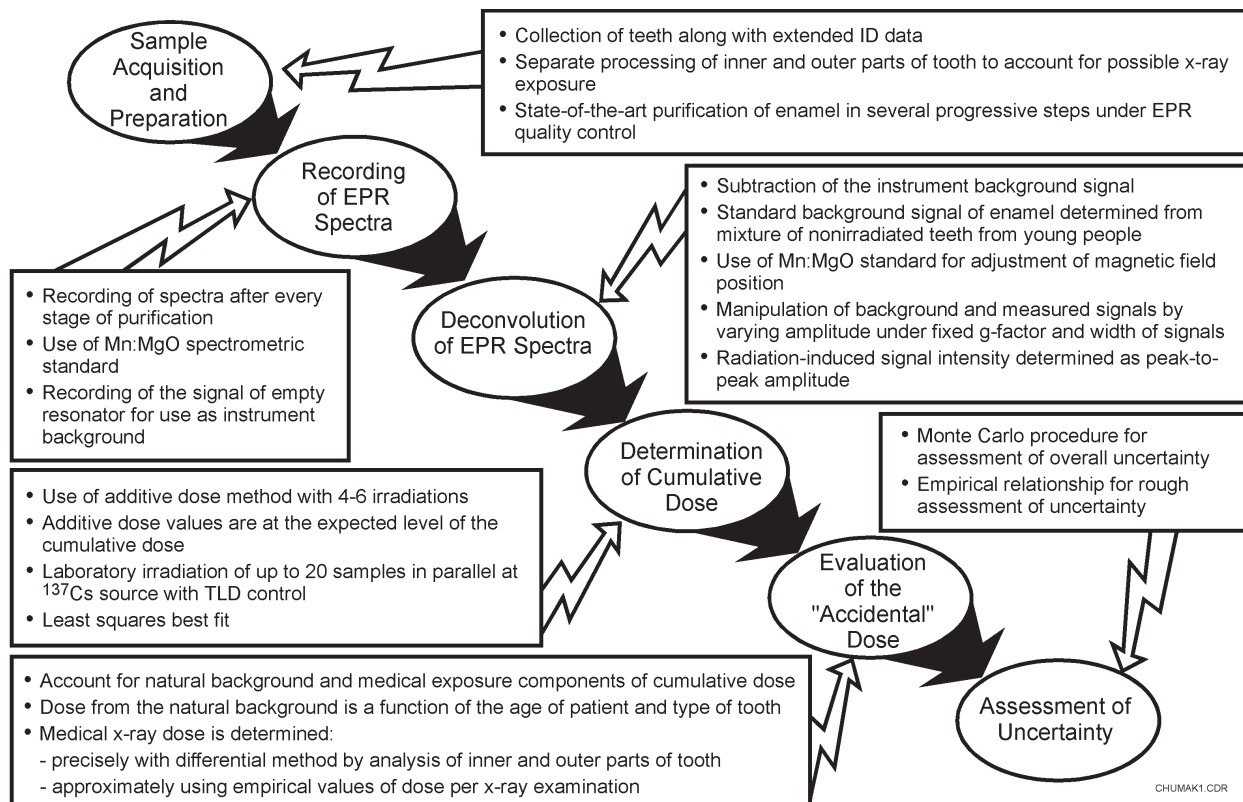 Sample
Acquisition
and
Preparation
• Collection of teeth along with extended ID data
• Separate processing of inner and outer parts of tooth to account for possible x-ray
exposure
• State-of-the-art purification of enamel in several progressive steps under EPR
quality control
Recording
of EPR
Spectra
• Recording of spectra after every
stage of purification
• Use of Mn:MgO spectrometric
standard
• Recording of the signal of empty
resonator for use as instrument
background
Deconvolution
of EPR Spectra
• Subtraction of the instrument background signal
• Standard background signal of enamel determined from
mixture of nonirradiated teeth from young people
• Use of Mn:MgO standard for adjustment of magnetic field
position
• Manipulation of background and measured signals by
varying amplitude under fixed g-factor and width of signals
• Radiation-induced signal intensity determined as peak-to-
peak amplitude
Determination
of Cumulative
Dose
• Use of additive dose method with 4-6 irradiations
• Additive dose values are at the expected level of the
cumulative dose
• Laboratory irradiation of up to 20 samples in parallel at
¹³⁷Cs source with TLD control
• Least squares best fit
Evaluation
of the
"Accidental"
Dose
• Account for natural background and medical exposure components of cumulative dose
• Dose from the natural background is a function of the age of patient and type of tooth
• Medical x-ray dose is determined:
- precisely with differential method by analysis of inner and outer parts of tooth
- approximately using empirical values of dose per x-ray examination
• Monte Carlo procedure for
assessment of overall uncertainty
• Empirical relationship for rough
assessment of uncertainty
Assessment of
Uncertainty
CHUMAK1.CDR